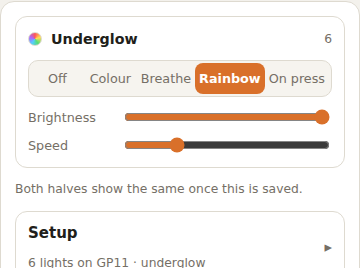 Underglow 6
Off Colour Breathe Rainbow On press
Brightness
Speed
Both halves show the same once this is saved.
Setup
6 lights on GP11 · underglow